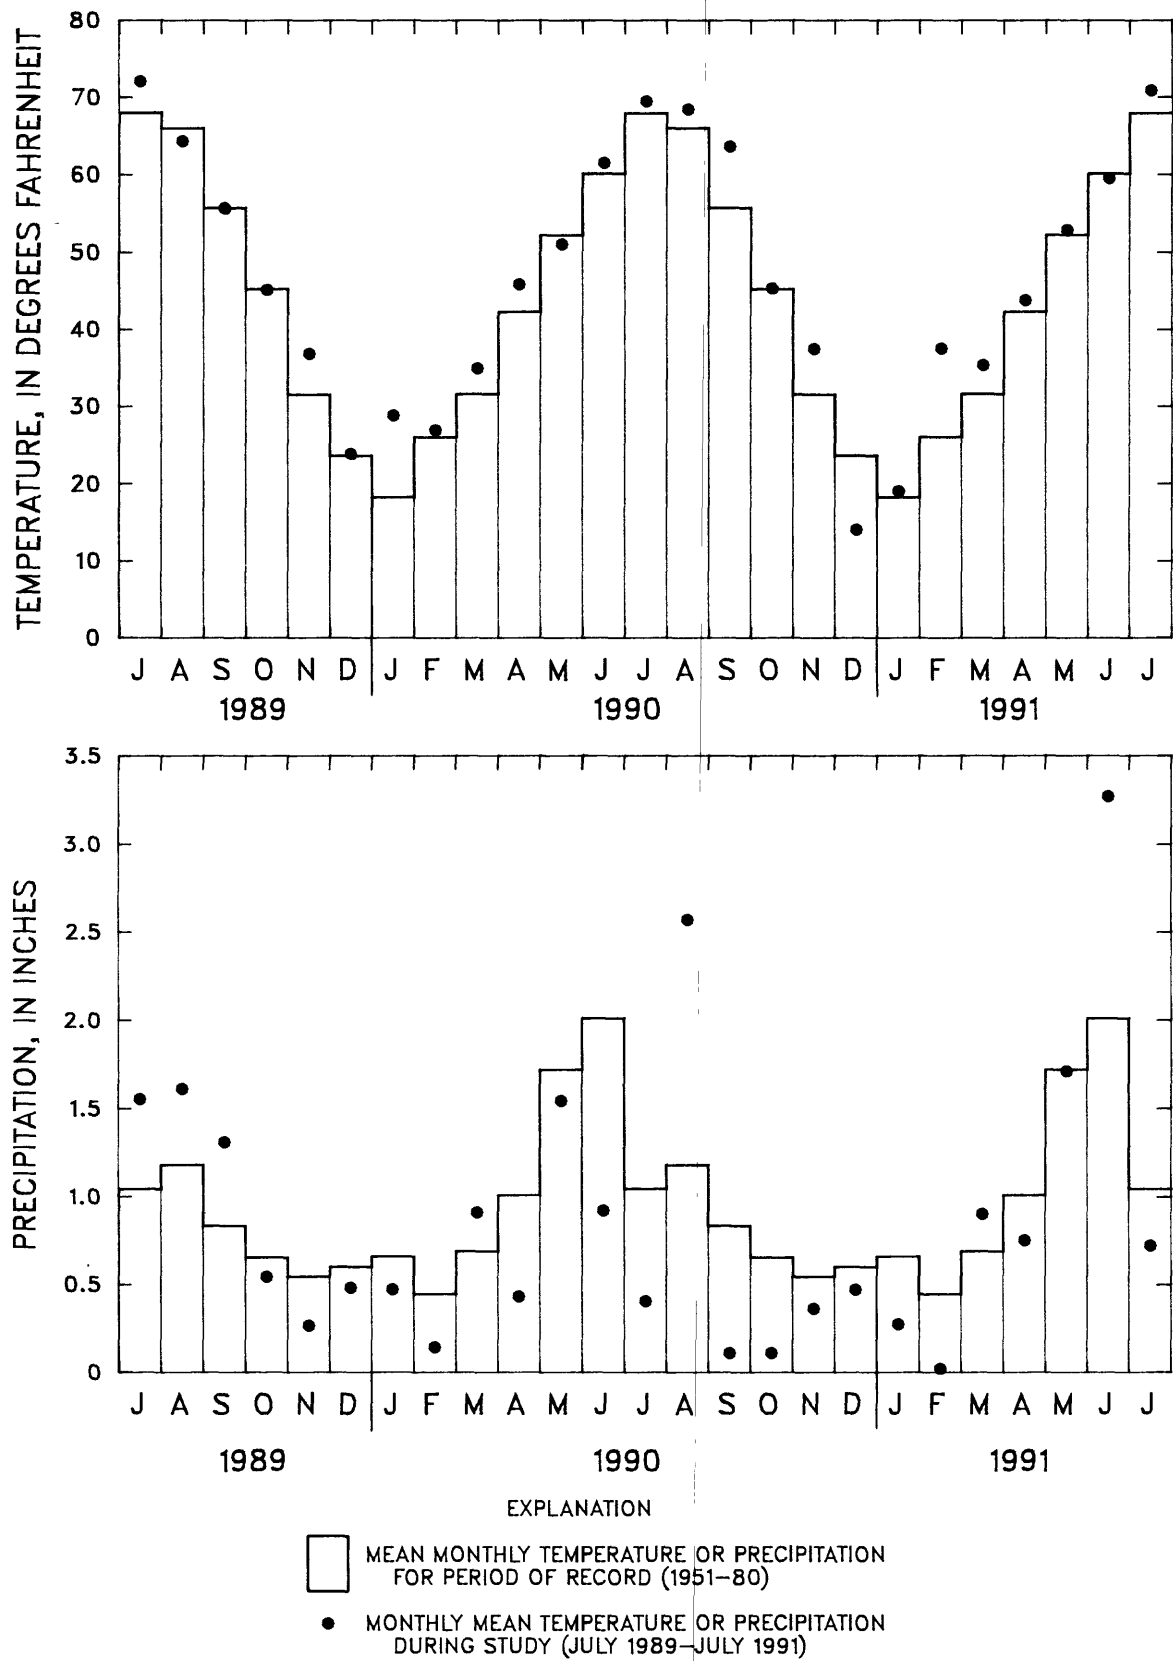 80
70
60
50
40
30
20
10
0
TEMPERATURE, IN DEGREES FAHRENHEIT
J A S O N D J F M A M J J A S O N D J F M A M J J
1989 1990 1991
3.5
3.0
2.5
2.0
1.5
1.0
0.5
0
PRECIPITATION, IN INCHES
J A S O N D J F M A M J J A S O N D J F M A M J J
1989 1990 1991
EXPLANATION
MEAN MONTHLY TEMPERATURE OR PRECIPITATION
FOR PERIOD OF RECORD (1951-80)
MONTHLY MEAN TEMPERATURE OR PRECIPITATION
DURING STUDY (JULY 1989-JULY 1991)